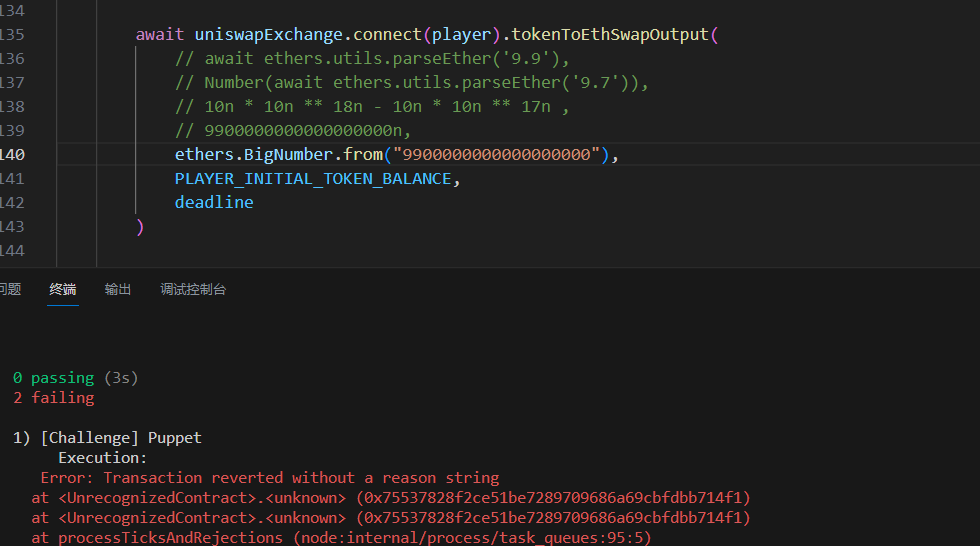 134
135 await uniswapExchange.connect(player).tokenToEthSwapOutput(
136 // await ethers.utils.parseEther('9.9'),
137 // Number(await ethers.utils.parseEther('9.7')),
138 // 10n * 10n ** 18n - 10n * 10n ** 17n ,
139 // 9900000000000000000n,
140 ethers.BigNumber.from("9900000000000000000"),
141 PLAYER_INITIAL_TOKEN_BALANCE,
142 deadline
143 )
144
问题 终端 输出 调试控制台
0 passing (3s)
2 failing
1) [Challenge] Puppet
Execution:
Error: Transaction reverted without a reason string
at <UnrecognizedContract>.<unknown> (0x75537828f2ce51be7289709686a69cbfdbb714f1)
at <UnrecognizedContract>.<unknown> (0x75537828f2ce51be7289709686a69cbfdbb714f1)
at processTicksAndRejections (node:internal/process/task_queues:95:5)